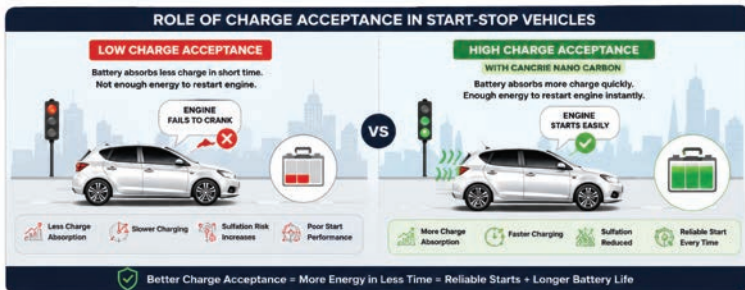 ROLE OF CHARGE ACCEPTANCE IN START-STOP VEHICLES
LOW CHARGE ACCEPTANCE
Battery absorbs less charge in short time.
Not enough energy to restart engine.
ENGINE
FAILS TO CRANK
Less Charge
Absorption
Slower Charging
Sulfation Risk
Increases
Poor Start
Performance
VS
HIGH CHARGE ACCEPTANCE
WITH CANCRIE NANO CARBON
Battery absorbs more charge quickly.
Enough energy to restart engine instantly.
ENGINE
STARTS EASILY
More Charge
Absorption
Faster Charging
Sulfation
Reduced
Reliable Start
Every Time
Better Charge Acceptance = More Energy in Less Time = Reliable Starts + Longer Battery Life